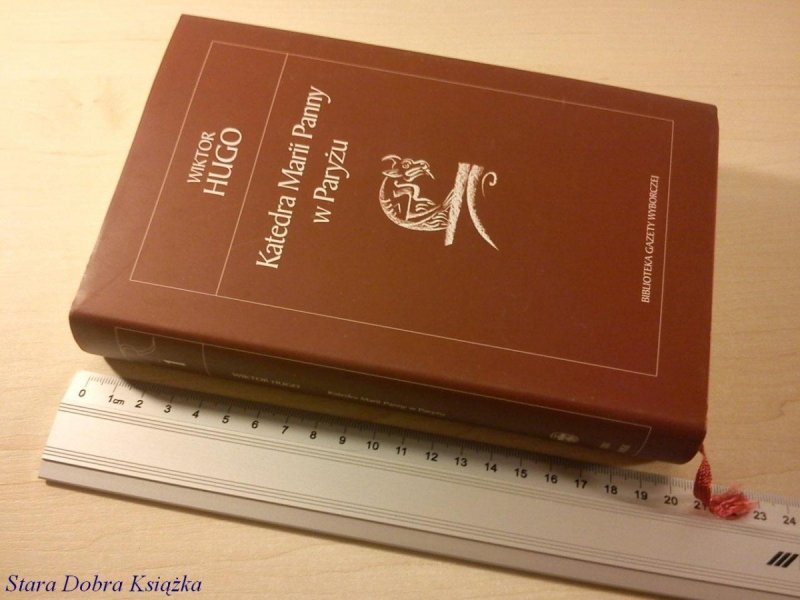 WIKTOR
HUGO
Katedra Marii Panny
w Paryżu
BIBLIOTEKA GAZETY WYBORCZEJ
1
WIKTOR HUGO
Katedra Marii Panny w Paryżu
0 1cm 2 3 4 5 6 7 8 9 10 11 12 13 14 15 16 17 18 19 20 21 23 24
Stara Dobra Książka